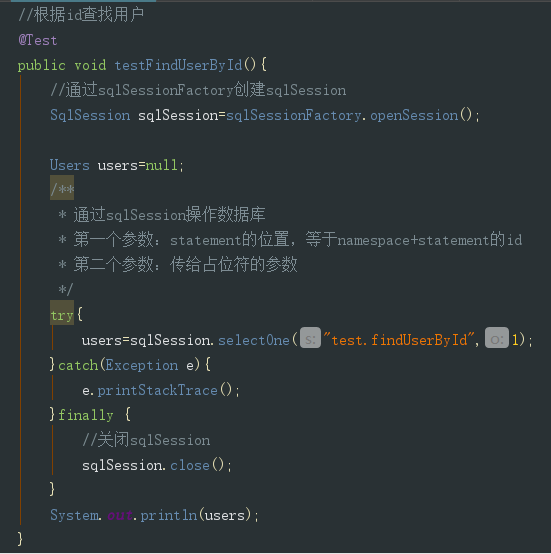 //根据id查找用户
@Test
public void testFindUserById(){
//通过sqlSessionFactory创建sqlSession
SqlSession sqlSession=sqlSessionFactory.openSession();
Users users=null;
/**
* 通过sqlSession操作数据库
* 第一个参数：statement的位置，等于namespace+statement的id
* 第二个参数：传给占位符的参数
*/
try{
users=sqlSession.selectOne( s: "test.findUserById", o: 1);
}catch(Exception e){
e.printStackTrace();
}finally {
//关闭sqlSession
sqlSession.close();
}
System.out.println(users);
}